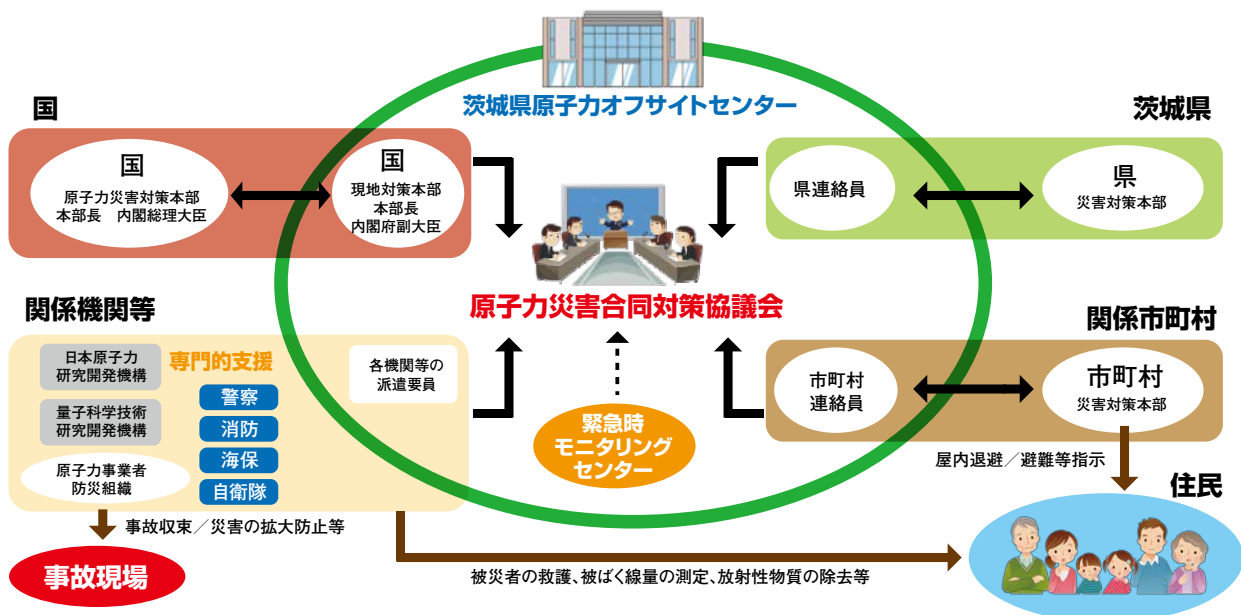 茨城県原子力オフサイトセンター
国
国
原子力災害対策本部
本部長　内閣総理大臣
国
現地対策本部
本部長
内閣府副大臣
茨城県
県連絡員
県
災害対策本部
原子力災害合同対策協議会
関係機関等
日本原子力
研究開発機構
専門的支援
量子科学技術
研究開発機構
警察
消防
海保
自衛隊
原子力事業者
防災組織
各機関等の
派遣要員
緊急時
モニタリング
センター
関係市町村
市町村
連絡員
市町村
災害対策本部
屋内退避／避難等指示
住民
事故収束／災害の拡大防止等
事故現場
被災者の救護、被ばく線量の測定、放射性物質の除去等